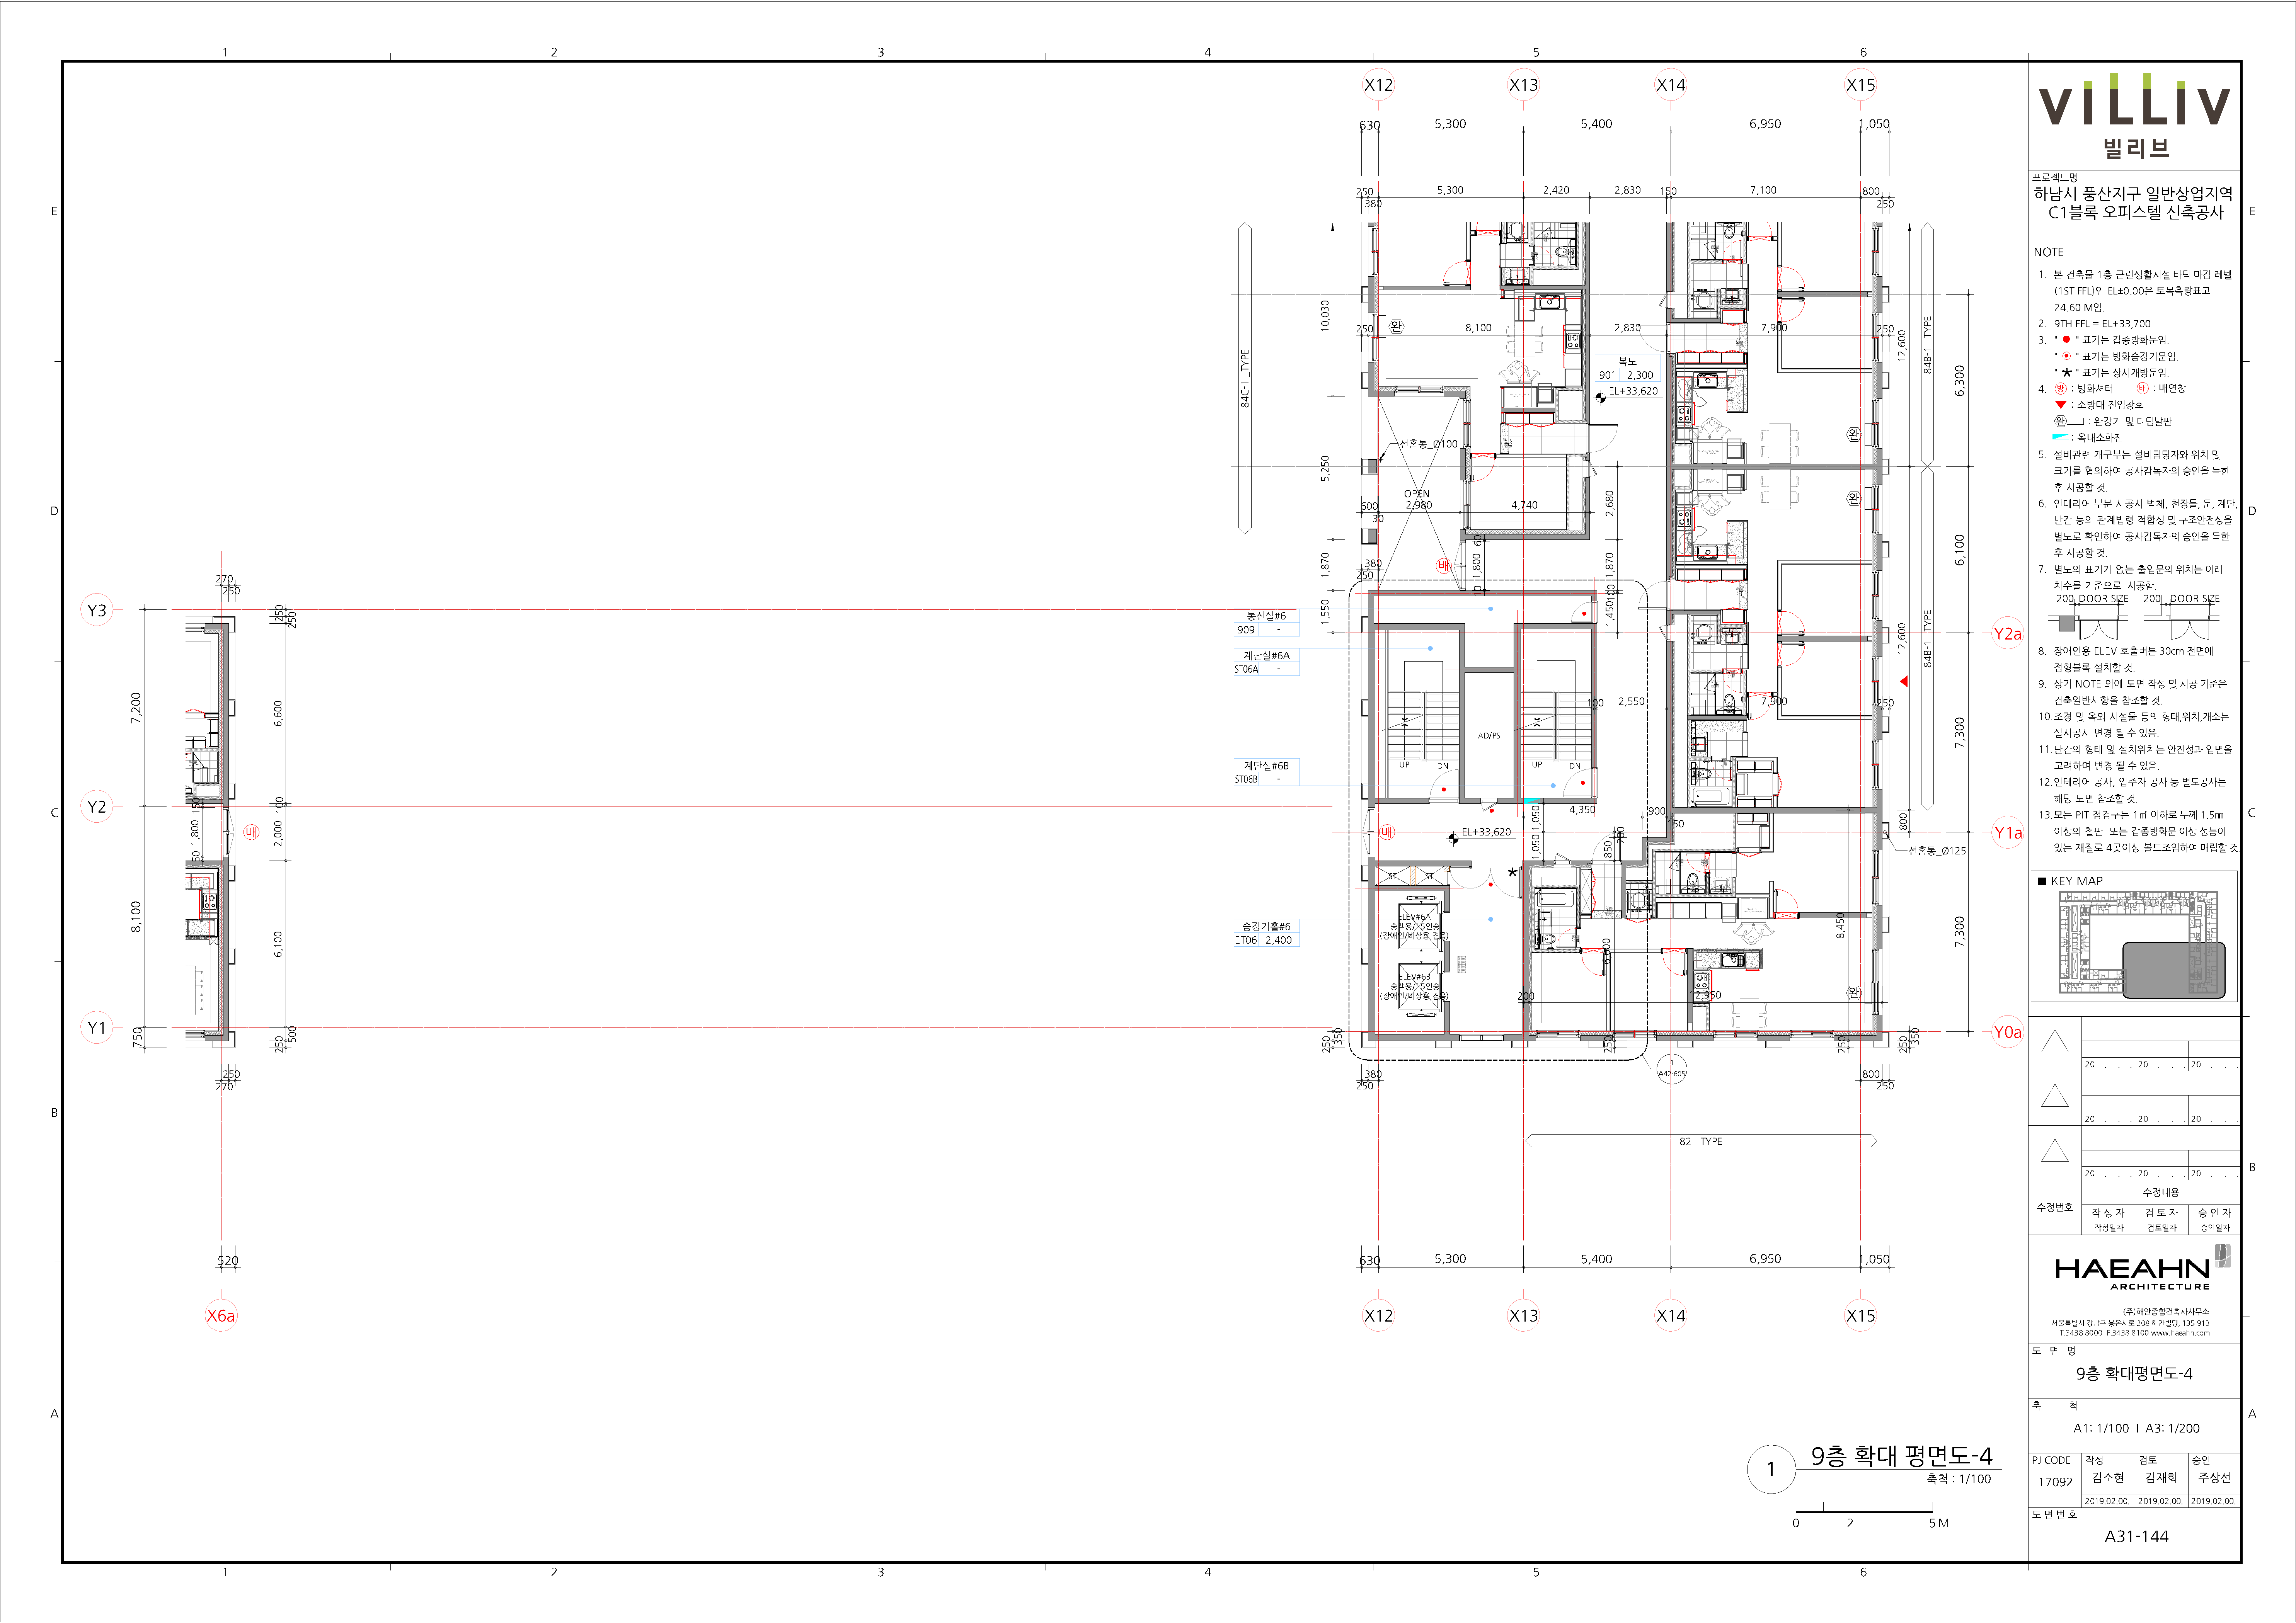 1 2 3 4 5 6
X12 X13 X14 X15
630 5,300 5,400 6,950 1,050
250 5,300 2,420 2,830 150 7,100 800
380 250
E
D
C
B
A
84C-1 _TYPE
10,030
5,250
1,870
1,550
250 8,100 2,830 7,900 250
완
복도
901 2,300
EL+33,620
12,600
84B-1 _TYPE
6,300
선홈통_Ø100
완
완
OPEN
600 2,980 4,740
30
2,680
6,100
60
1,800
10
배
380
250
1,870
100
1,450
통신실#6
909 -
계단실#6A
ST06A -
Y2a
12,600
84B-1 _TYPE
100 2,550 7,900 250
7,300
AD/PS
UP DN UP DN
계단실#6B
ST06B -
4,350 900
150
배
EL+33,620
1,050 1,050
850
200
800
Y1a
선홈통_Ø125
*
ST ST
승강기홀#6
ET06 2,400
ELEV#6A
승객용/15인승
(장애인/비상용 겸용)
ELEV#6B
승객용/15인승
(장애인/비상용 겸용)
8,450
7,300
200 12,950
완
Y0a
250 350
250
250
250 350
380 800
250 250
1
A42-605
82 _TYPE
630 5,300 5,400 6,950 1,050
X12 X13 X14 X15
270
250
Y3
250
250
7,200
6,600
Y2
150 100
1,800 2,000
배
8,100
6,100
Y1
750
250 500
250
270
520
X6a
1
9층 확대 평면도-4
축척 : 1/100
0 2 5 M
VILLIV
빌리브
프로젝트명
하남시 풍산지구 일반상업지역
C1블록 오피스텔 신축공사
NOTE
1. 본 건축물 1층 근린생활시설 바닥 마감 레벨
(1ST FFL)인 EL±0.00은 토목측량표고
24.60 M임.
2. 9TH FFL = EL+33,700
3. " " 표기는 갑종방화문임.
" " 표기는 방화승강기문임.
" * " 표기는 상시개방문임.
4. 방 : 방화셔터 배 : 배연창
: 소방대 진입창호
완 : 완강기 및 디딤발판
: 옥내소화전
5. 설비관련 개구부는 설비담당자와 위치 및
크기를 협의하여 공사감독자의 승인을 득한
후 시공할 것.
6. 인테리어 부분 시공시 벽체, 천장틀, 문, 계단,
난간 등의 관계법령 적합성 및 구조안전성을
별도로 확인하여 공사감독자의 승인을 득한
후 시공할 것.
7. 별도의 표기가 없는 출입문의 위치는 아래
치수를 기준으로 시공함.
200 DOOR SIZE 200 DOOR SIZE
8. 장애인용 ELEV 호출버튼 30cm 전면에
점형블록 설치할 것.
9. 상기 NOTE 외에 도면 작성 및 시공 기준은
건축일반사항을 참조할 것.
10. 조경 및 옥외 시설물 등의 형태,위치,개소는
실시공시 변경 될 수 있음.
11. 난간의 형태 및 설치위치는 안전성과 입면을
고려하여 변경 될 수 있음.
12. 인테리어 공사, 입주자 공사 등 별도공사는
해당 도면 참조할 것.
13. 모든 PIT 점검구는 1㎡ 이하로 두께 1.5㎜
이상의 철판 또는 갑종방화문 이상 성능이
있는 재질로 4곳이상 볼트조임하여 매립할 것
■ KEY MAP
20 . . . 20 . . . 20 . . .
20 . . . 20 . . . 20 . . .
20 . . . 20 . . . 20 . . .
수정번호
수정내용
작 성 자 검 토 자 승 인 자
작성일자 검토일자 승인일자
HAEAHN
ARCHITECTURE
(주)해안종합건축사사무소
서울특별시 강남구 봉은사로 208 해안빌딩, 135-913
T.3438 8000 F.3438 8100 www.haeahn.com
도 면 명
9층 확대평면도-4
축 척
A1: 1/100 I A3: 1/200
PJ CODE 작성 검토 승인
17092 김소현 김재희 주상선
2019.02.00. 2019.02.00. 2019.02.00.
도 면 번 호
A31-144
E
D
C
B
A
1 2 3 4 5 6